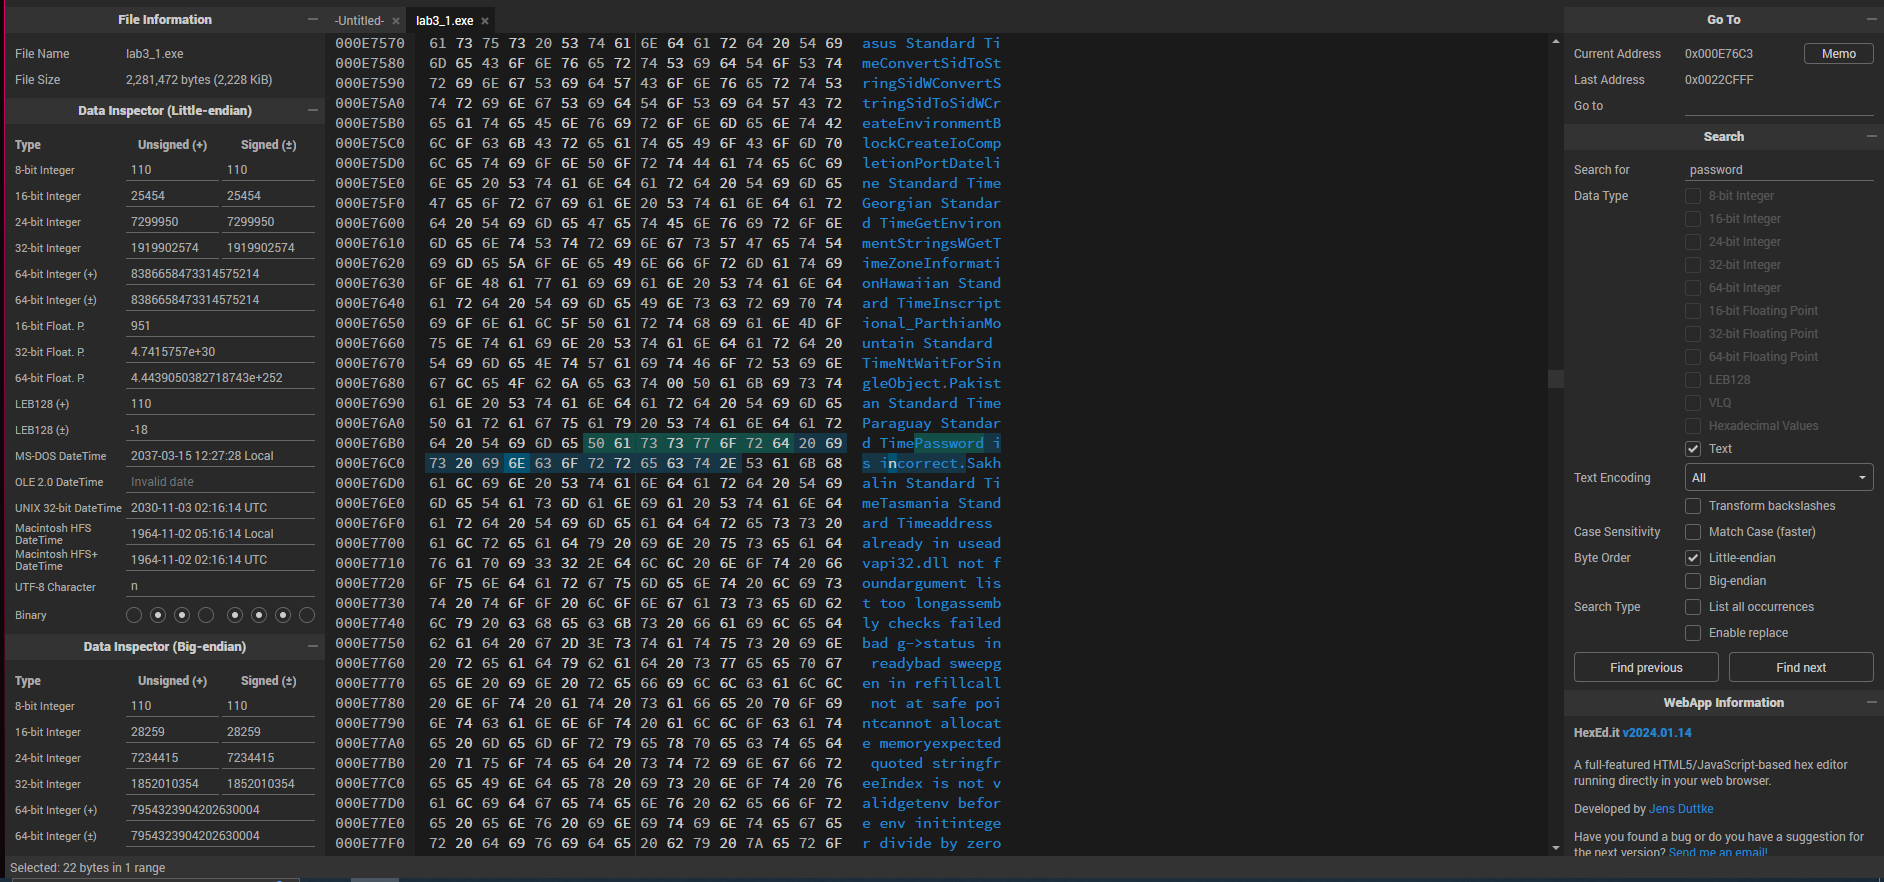 File Information
File Name lab3_1.exe
File Size 2,281,472 bytes (2,228 KiB)
Data Inspector (Little-endian)
Type Unsigned (+) Signed (±)
8-bit Integer 110 110
16-bit Integer 25454 25454
24-bit Integer 7299950 7299950
32-bit Integer 1919902574 1919902574
64-bit Integer (+) 8386658473314575214
64-bit Integer (±) 8386658473314575214
16-bit Float. P. 951
32-bit Float. P. 4.7415757e+30
64-bit Float. P. 4.4439050382718743e+252
LEB128 (+) 110
LEB128 (±) -18
MS-DOS DateTime 2037-03-15 12:27:28 Local
OLE 2.0 DateTime Invalid date
UNIX 32-bit DateTime 2030-11-03 02:16:14 UTC
Macintosh HFS DateTime 1964-11-02 05:16:14 Local
Macintosh HFS+ DateTime 1964-11-02 02:16:14 UTC
UTF-8 Character n
Binary
Data Inspector (Big-endian)
Type Unsigned (+) Signed (±)
8-bit Integer 110 110
16-bit Integer 28259 28259
24-bit Integer 7234415 7234415
32-bit Integer 1852010354 1852010354
64-bit Integer (+) 7954323904202630004
64-bit Integer (±) 7954323904202630004
Selected: 22 bytes in 1 range
-Untitled- × lab3_1.exe ×
000E7570 61 73 75 73 20 53 74 61 6E 64 61 72 64 20 54 69 asus Standard Ti
000E7580 6D 65 43 6F 6E 76 65 72 74 53 69 64 54 6F 53 74 meConvertSidToSt
000E7590 72 69 6E 67 53 69 64 57 43 6F 6E 76 65 72 74 53 ringSidWConvertS
000E75A0 74 72 69 6E 67 53 69 64 54 6F 53 69 64 57 43 72 tringSidToSidWCr
000E75B0 65 61 74 65 45 6E 76 69 72 6F 6E 6D 65 6E 74 42 eateEnvironmentB
000E75C0 6C 6F 63 6B 43 72 65 61 74 65 49 6F 43 6F 6D 70 lockCreateIoComp
000E75D0 6C 65 74 69 6F 6E 50 6F 72 74 44 61 74 65 6C 69 letionPortDateli
000E75E0 6E 65 20 53 74 61 6E 64 61 72 64 20 54 69 6D 65 ne Standard Time
000E75F0 47 65 6F 72 67 69 61 6E 20 53 74 61 6E 64 61 72 Georgian Standar
000E7600 64 20 54 69 6D 65 47 65 74 45 6E 76 69 72 6F 6E d TimeGetEnviron
000E7610 6D 65 6E 74 53 74 72 69 6E 67 73 57 47 65 74 54 mentStringsWGetT
000E7620 69 6D 65 5A 6F 6E 65 49 6E 66 6F 72 6D 61 74 69 imeZoneInformati
000E7630 6F 6E 48 61 77 61 69 69 61 6E 20 53 74 61 6E 64 onHawaiian Stand
000E7640 61 72 64 20 54 69 6D 65 49 6E 73 63 72 69 70 74 ard TimeInscript
000E7650 69 6F 6E 61 6C 5F 50 61 72 74 68 69 61 6E 4D 6F ional_ParthianMo
000E7660 75 6E 74 61 69 6E 20 53 74 61 6E 64 61 72 64 20 untain Standard
000E7670 54 69 6D 65 4E 74 57 61 69 74 46 6F 72 53 69 6E TimeNtWaitForSin
000E7680 67 6C 65 4F 62 6A 65 63 74 00 50 61 6B 69 73 74 gleObject.Pakist
000E7690 61 6E 20 53 74 61 6E 64 61 72 64 20 54 69 6D 65 an Standard Time
000E76A0 50 61 72 61 67 75 61 79 20 53 74 61 6E 64 61 72 Paraguay Standar
000E76B0 64 20 54 69 6D 65 50 61 73 73 77 6F 72 64 20 69 d TimePassword i
000E76C0 73 20 69 6E 63 6F 72 72 65 63 74 2E 53 61 6B 68 s incorrect.Sakh
000E76D0 61 6C 69 6E 20 53 74 61 6E 64 61 72 64 20 54 69 alin Standard Ti
000E76E0 6D 65 54 61 73 6D 61 6E 69 61 20 53 74 61 6E 64 meTasmania Stand
000E76F0 61 72 64 20 54 69 6D 65 61 64 64 72 65 73 73 20 ard Timeaddress
000E7700 61 6C 72 65 61 64 79 20 69 6E 20 75 73 65 61 64 already in usead
000E7710 76 61 70 69 33 32 2E 64 6C 6C 20 6E 6F 74 20 66 vapi32.dll not f
000E7720 6F 75 6E 64 61 72 67 75 6D 65 6E 74 20 6C 69 73 oundargument lis
000E7730 74 20 74 6F 6F 20 6C 6F 6E 67 61 73 73 65 6D 62 t too longassemb
000E7740 6C 79 20 63 68 65 63 6B 73 20 66 61 69 6C 65 64 ly checks failed
000E7750 62 61 64 20 67 2D 3E 73 74 61 74 75 73 20 69 6E bad g->status in
000E7760 20 72 65 61 64 79 62 61 64 20 73 77 65 65 70 67 readybad sweepg
000E7770 65 6E 20 69 6E 20 72 65 66 69 6C 6C 63 61 6C 6C en in refillcall
000E7780 20 6E 6F 74 20 61 74 20 73 61 66 65 20 70 6F 69 not at safe poi
000E7790 6E 74 63 61 6E 6E 6F 74 20 61 6C 6C 6F 63 61 74 ntcannot allocat
000E77A0 65 20 6D 65 6D 6F 72 79 65 78 70 65 63 74 65 64 e memoryexpected
000E77B0 20 71 75 6F 74 65 64 20 73 74 72 69 6E 67 66 72 quoted stringfr
000E77C0 65 65 49 6E 64 65 78 20 69 73 20 6E 6F 74 20 76 eeIndex is not v
000E77D0 61 6C 69 64 67 65 74 65 6E 76 20 62 65 66 6F 72 alidgetenv befor
000E77E0 65 20 65 6E 76 20 69 6E 69 74 69 6E 74 65 67 65 e env initintege
000E77F0 72 20 64 69 76 69 64 65 20 62 79 20 7A 65 72 6F r divide by zero
Go To
Current Address 0x000E76C3 Memo
Last Address 0x0022CFFF
Go to
Search
Search for password
Data Type 8-bit Integer
16-bit Integer
24-bit Integer
32-bit Integer
64-bit Integer
16-bit Floating Point
32-bit Floating Point
64-bit Floating Point
LEB128
VLQ
Hexadecimal Values
Text
Text Encoding All
Transform backslashes
Case Sensitivity Match Case (faster)
Byte Order Little-endian
Big-endian
Search Type List all occurrences
Enable replace
Find previous Find next
WebApp Information
HexEd.it v2024.01.14
A full-featured HTML5/JavaScript-based hex editor
running directly in your web browser.
Developed by Jens Duttke
Have you found a bug or do you have a suggestion for
the next version? Send me an email!